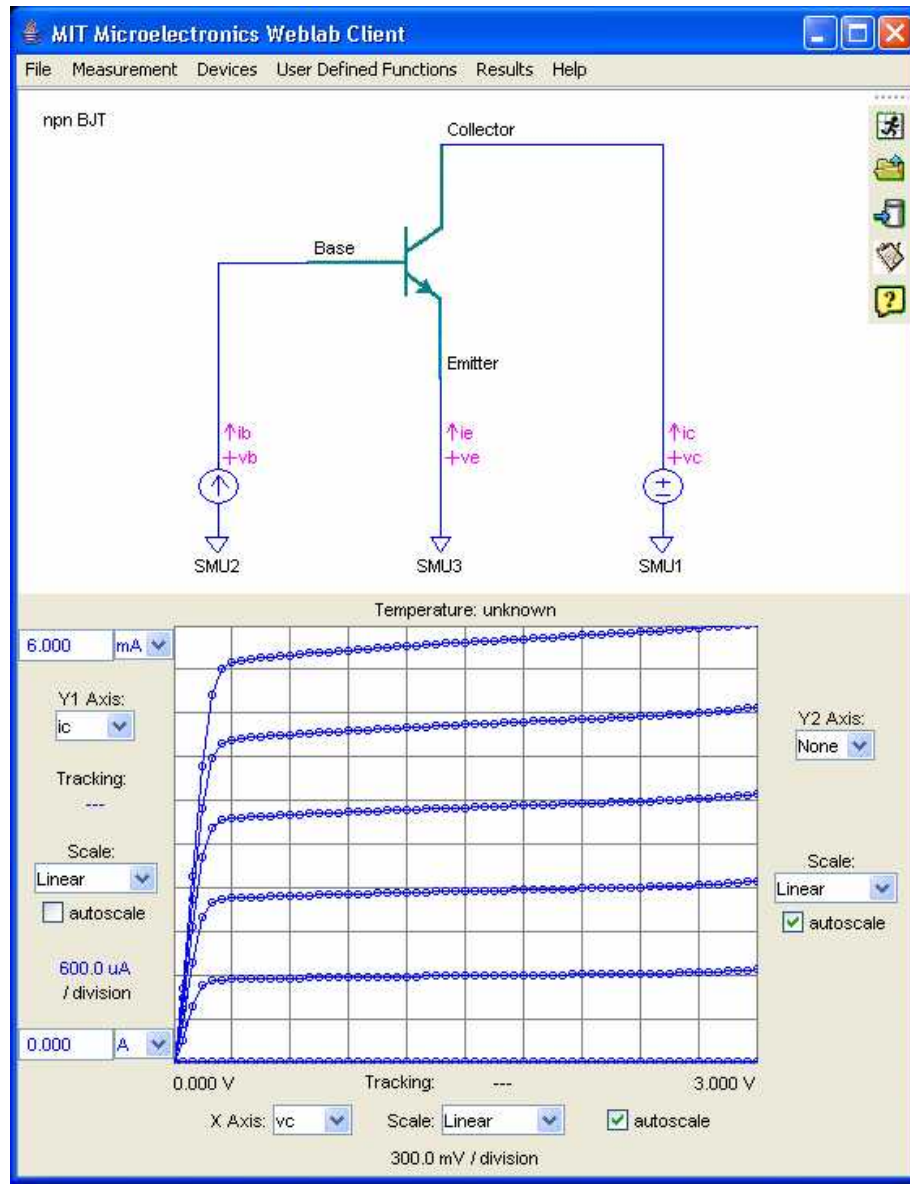 MIT Microelectronics Weblab Client
File Measurement Devices User Defined Functions Results Help
npn BJT
Collector
Base
Emitter
↑ib
+vb
↑ie
+ve
↑ic
+vc
SMU2
SMU3
SMU1
?
Temperature: unknown
6.000 mA
Y1 Axis:
ic
Tracking:
---
Scale:
Linear
autoscale
600.0 uA
/ division
0.000 A
Y2 Axis:
None
Scale:
Linear
autoscale
0.000 V Tracking: --- 3.000 V
X Axis: vc Scale: Linear autoscale
300.0 mV / division